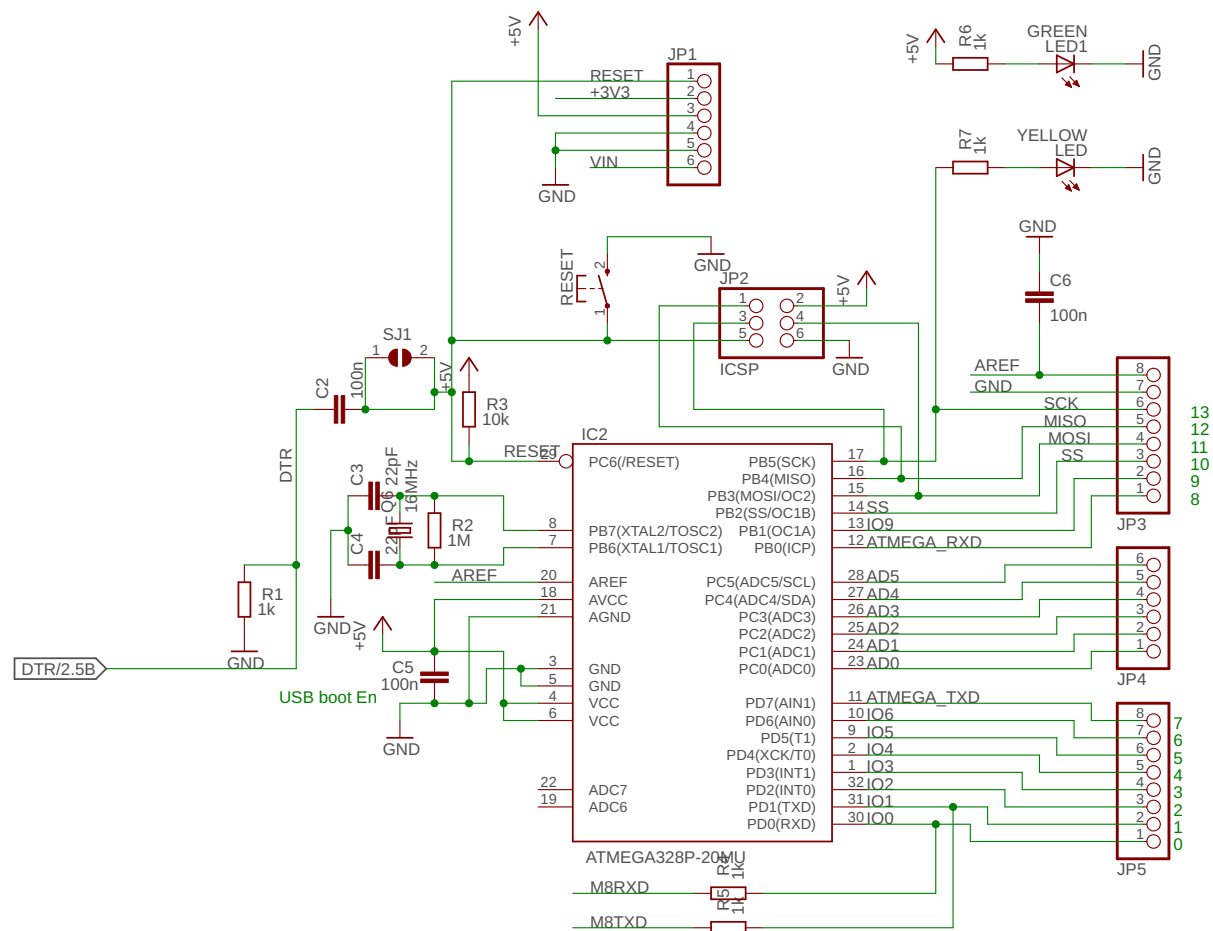 +5V
JP1
RESET
1
+3V3
2
3
4
5
VIN
6
GND
+5V
R6
1k
GREEN
LED1
GND
R7
1k
YELLOW
LED
GND
RESET
2
1
GND
JP2
1
2
3
4
5
6
+5V
ICSP
GND
GND
C6
100n
SJ1
1
2
C2
100n
+5V
R3
10k
DTR
RESET
29
C3
22pF
Q6
16MHz
C4
22pF
R2
1M
AREF
R1
1k
GND
GND
+5V
DTR/2.5B
C5
100n
USB boot En
GND
IC2
PC6(/RESET)
8
PB7(XTAL2/TOSC2)
7
PB6(XTAL1/TOSC1)
20
AREF
18
AVCC
21
AGND
3
GND
5
GND
4
VCC
6
VCC
22
ADC7
19
ADC6
PB5(SCK)
17
PB4(MISO)
16
PB3(MOSI/OC2)
15
PB2(SS/OC1B)
14
SS
PB1(OC1A)
13
IO9
PB0(ICP)
12
ATMEGA_RXD
PC5(ADC5/SCL)
28
AD5
PC4(ADC4/SDA)
27
AD4
PC3(ADC3)
26
AD3
PC2(ADC2)
25
AD2
PC1(ADC1)
24
AD1
PC0(ADC0)
23
AD0
PD7(AIN1)
11
ATMEGA_TXD
PD6(AIN0)
10
IO6
PD5(T1)
9
IO5
PD4(XCK/T0)
2
IO4
PD3(INT1)
1
IO3
PD2(INT0)
32
IO2
PD1(TXD)
31
IO1
PD0(RXD)
30
IO0
ATMEGA328P-20MU
AREF
8
GND
7
SCK
6
13
MISO
5
12
MOSI
4
11
SS
3
10
2
9
1
8
JP3
6
5
4
3
2
1
JP4
8
7
7
6
6
5
5
4
4
3
3
2
2
1
1
0
JP5
M8RXD
R4
1k
M8TXD
R5
1k